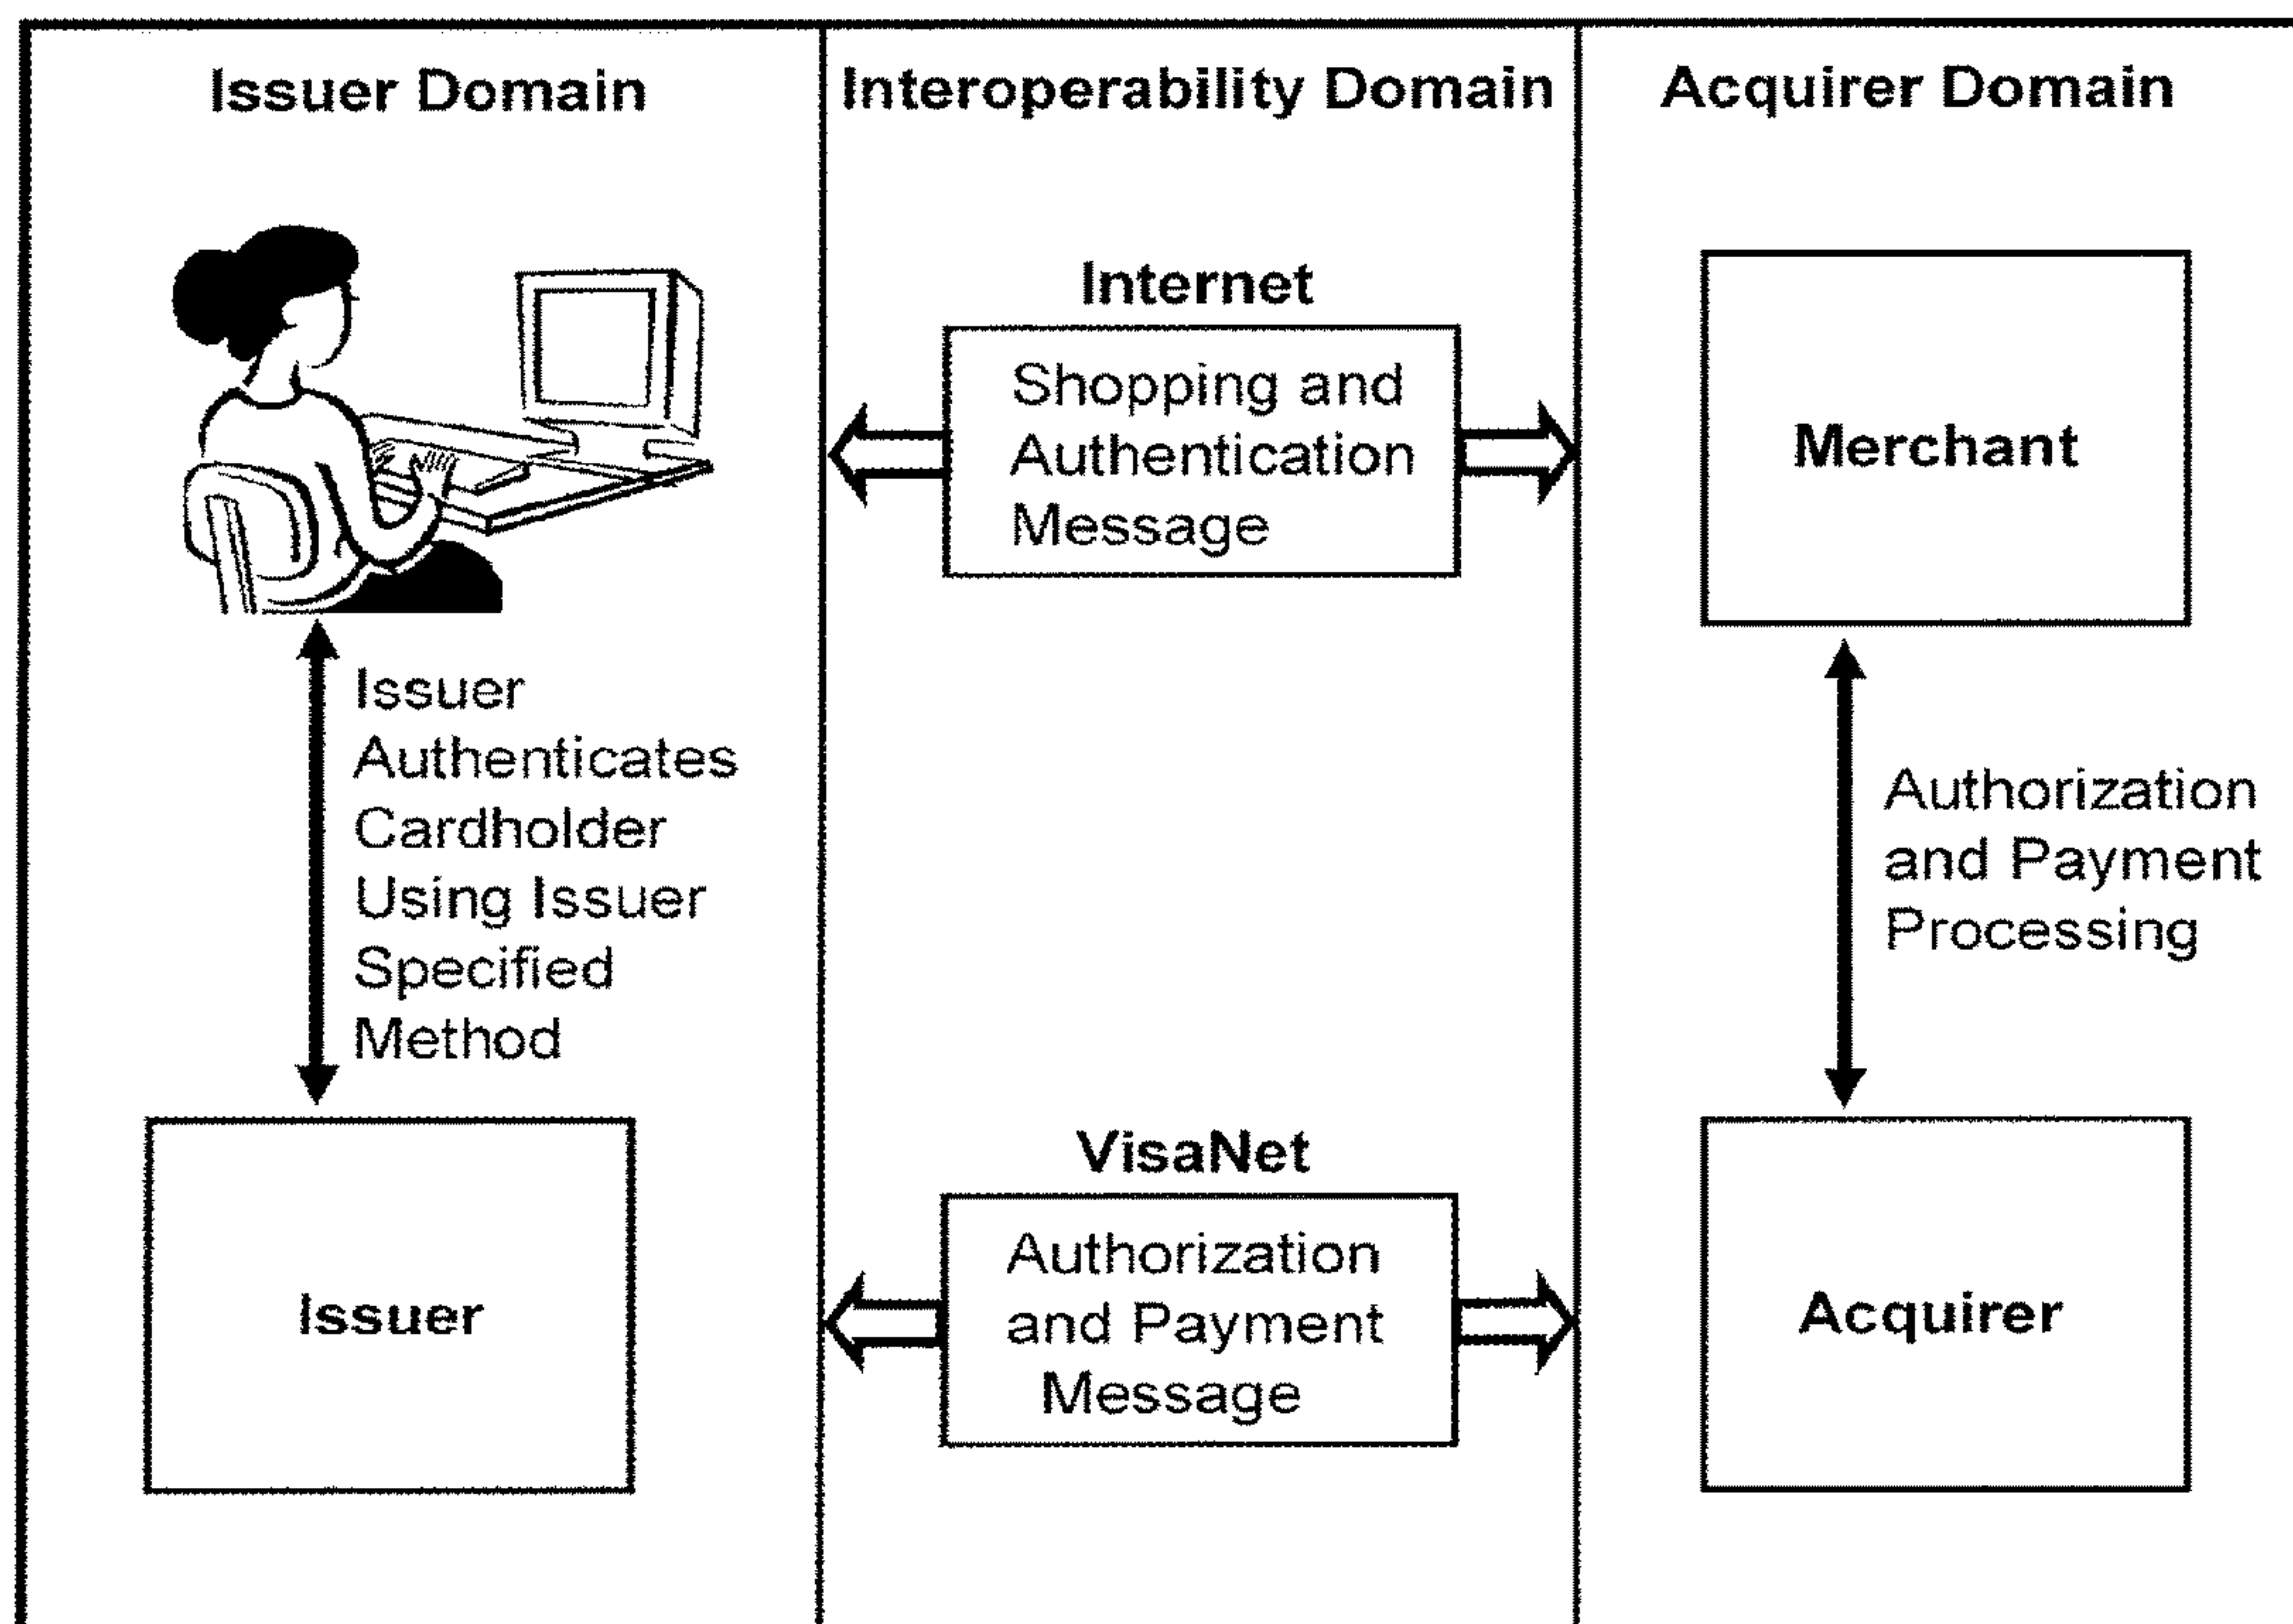 Issuer Domain
Interoperability Domain
Acquirer Domain
Internet
Shopping and
Authentication
Message
Merchant
Issuer
Authenticates
Cardholder
Using Issuer
Specified
Method
Authorization
and Payment
Processing
Issuer
VisaNet
Authorization
and Payment
Message
Acquirer